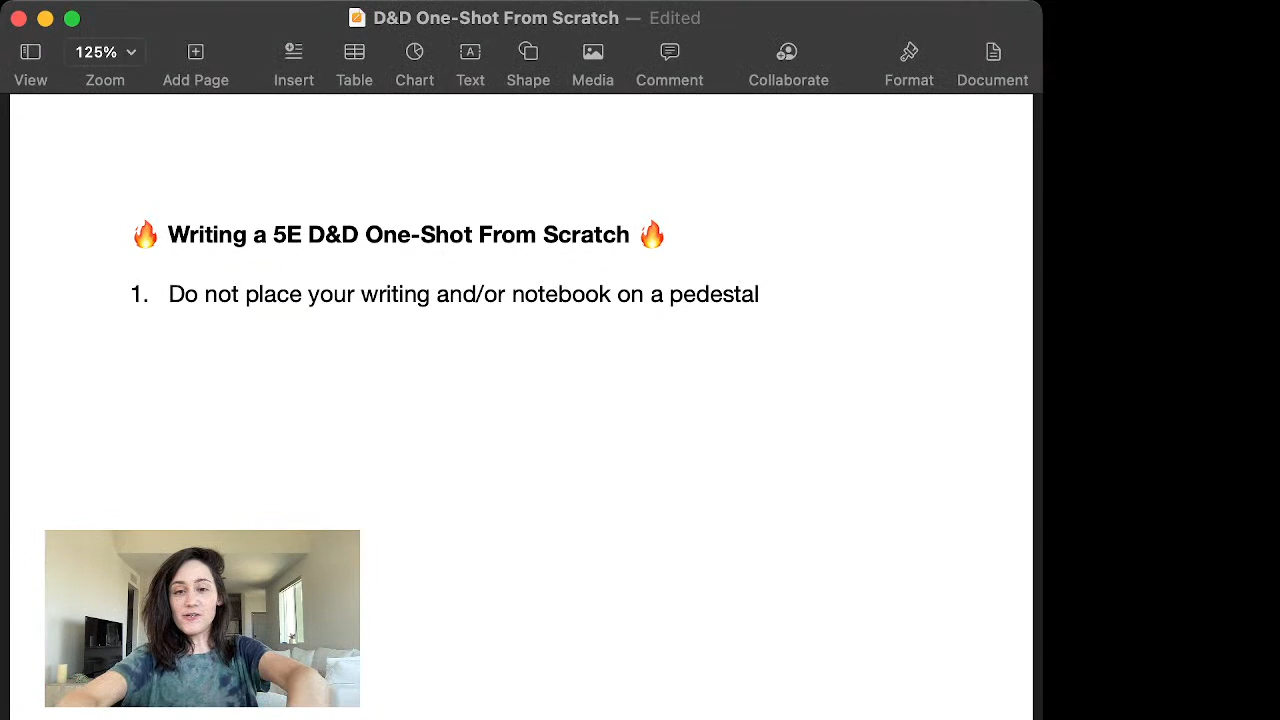 D&D One-Shot From Scratch — Edited
125%
View Zoom Add Page Insert Table Chart Text Shape Media Comment Collaborate Format Document
🔥 Writing a 5E D&D One-Shot From Scratch 🔥
1. Do not place your writing and/or notebook on a pedestal